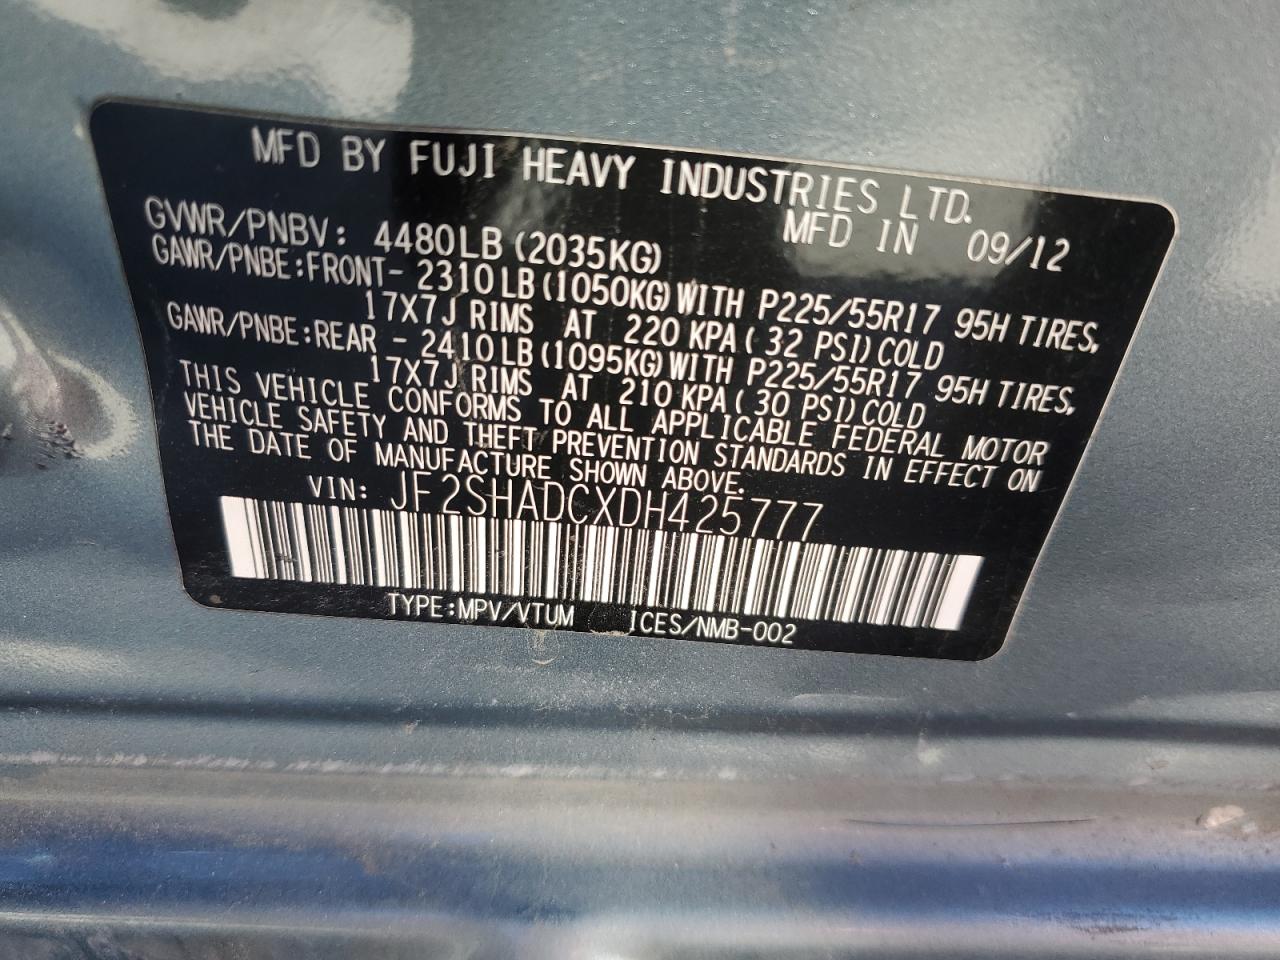 MFD BY FUJI HEAVY INDUSTRIES LTD.
MFD IN 09/12
GVWR/PNBV: 4480LB (2035KG)
GAWR/PNBE:FRONT- 2310LB(1050KG)WITH P225/55R17 95H TIRES,
17X7J RIMS AT 220 KPA( 32 PSI)COLD
GAWR/PNBE:REAR - 2410LB(1095KG)WITH P225/55R17 95H TIRES,
17X7J RIMS AT 210 KPA( 30 PSI)COLD
THIS VEHICLE CONFORMS TO ALL APPLICABLE FEDERAL MOTOR
VEHICLE SAFETY AND THEFT PREVENTION STANDARDS IN EFFECT ON
THE DATE OF MANUFACTURE SHOWN ABOVE.
VIN: JF2SHADCXDH425777
TYPE:MPV/VTUM ICES/NMB-002